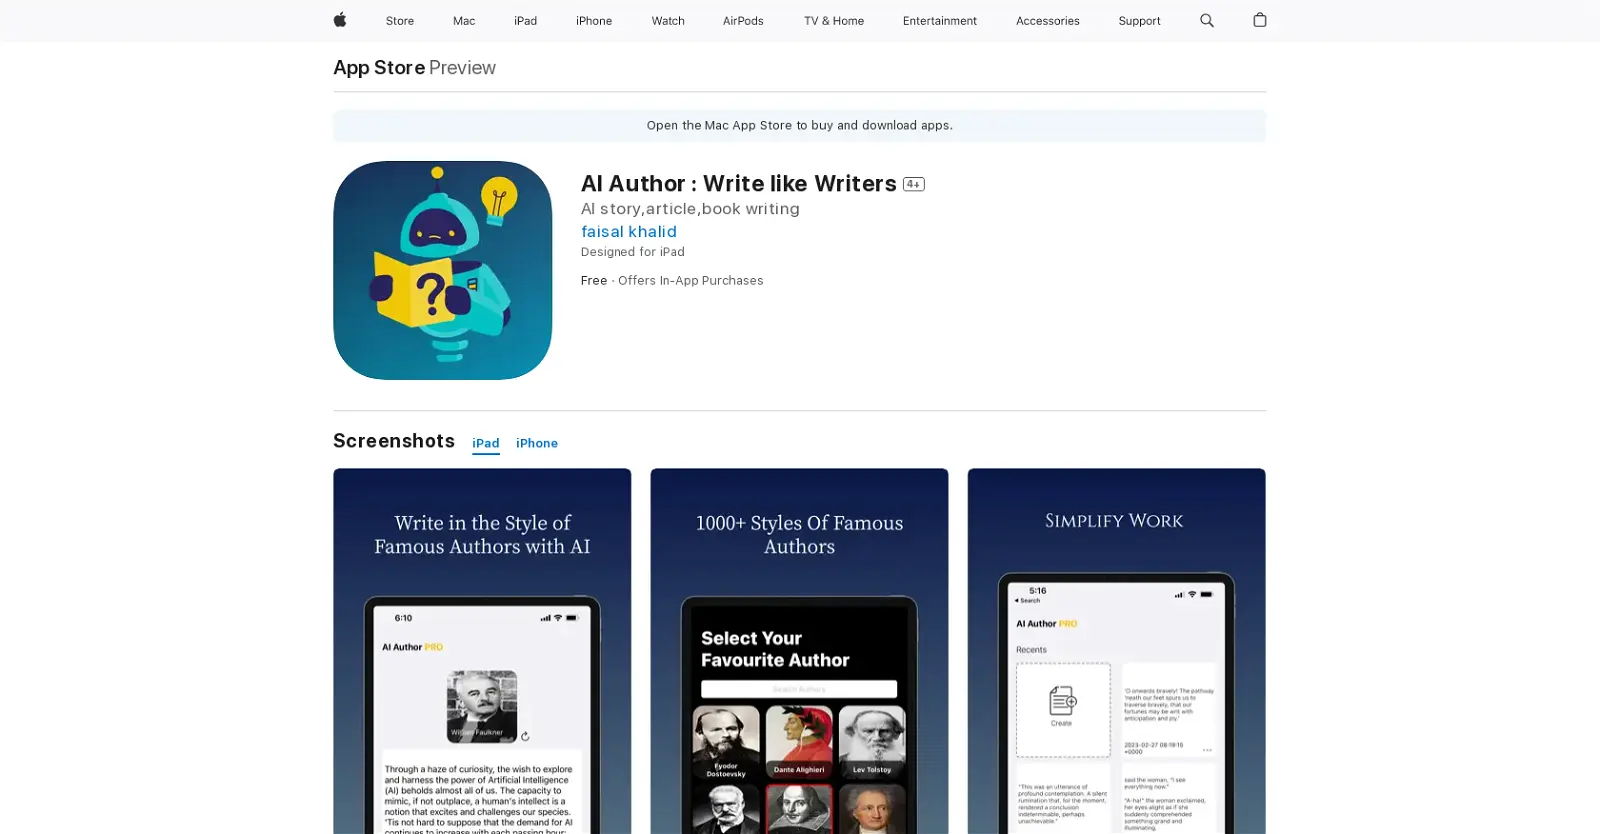 Store Mac iPad iPhone Watch AirPods TV & Home Entertainment Accessories Support
App Store Preview
Open the Mac App Store to buy and download apps.
AI Author : Write like Writers 4+
AI story,article,book writing
faisal khalid
Designed for iPad
Free · Offers In-App Purchases
?
Screenshots iPad iPhone
Write in the Style of
Famous Authors with AI
6:10
AI Author PRO
William Faulkner
Through a haze of curiosity, the wish to explore
and harness the power of Artificial Intelligence
(AI) beholds almost all of us. The capacity to
mimic, if not outplace, a human's intellect is a
notion that excites and challenges our species.
'Tis not hard to suppose that the demand for AI
continues to increase with each passing hour;
1000+ Styles Of Famous
Authors
Select Your
Favourite Author
Search Authors
Fyodor
Dostoevsky
Dante Alighieri
Lev Tolstoy
SIMPLIFY WORK
5:16
◂ Search
AI Author PRO
Recents
Create
'O onwards bravely! The pathway
'neath our feet spurs us to
traverse bravely, that our
fortunes may be writ with
anticipation and joy.'
2023-02-27 08:19:15
+0000
"This was an utterance of
profound contemplation. A silent
rumination that, for the moment,
rendered a conclusion
indeterminable, perhaps
unachievable."
said the woman, "I see
everything now."
"A-ha!" the woman exclaimed,
her eyes alight as if she
suddenly comprehended
something grand and
illuminating.